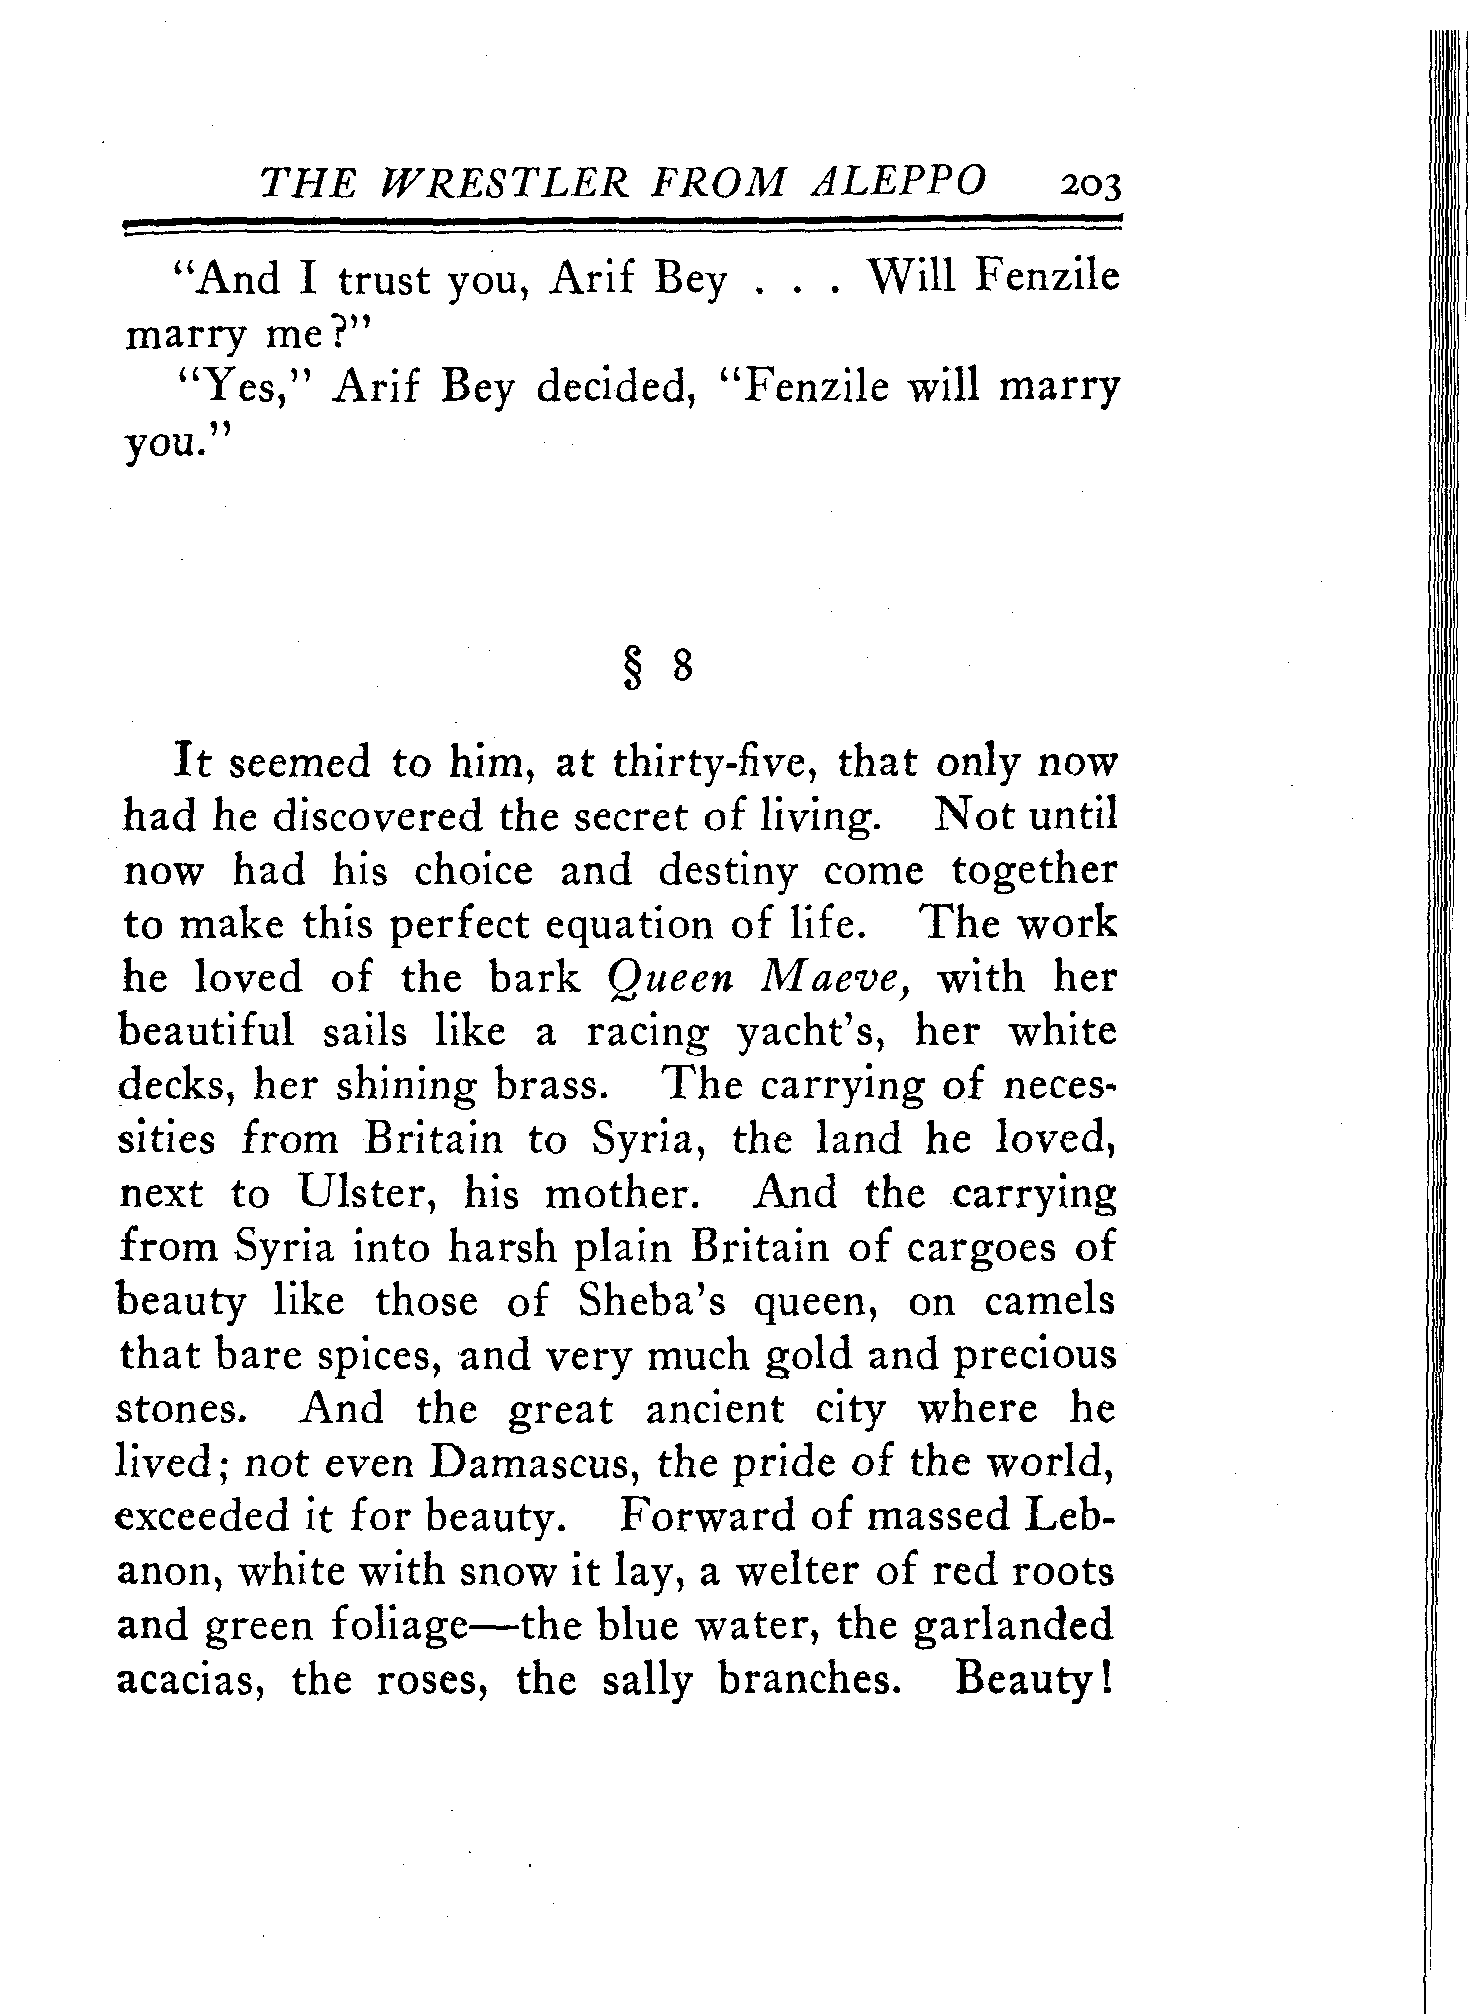 THE WRESTLER FROM ALEPPO 203
"And I trust you, Arif Bey . . . Will Fenzile
marry me?"
"Yes," Arif Bey decided, "Fenzile will marry
you."
§ 8
It seemed to him, at thirty-five, that only now
had he discovered the secret of living. Not until
now had his choice and destiny come together
to make this perfect equation of life. The work
he loved of the bark Queen Maeve, with her
beautiful sails like a racing yacht's, her white
decks, her shining brass. The carrying of neces-
sities from Britain to Syria, the land he loved,
next to Ulster, his mother. And the carrying
from Syria into harsh plain Britain of cargoes of
beauty like those of Sheba's queen, on camels
that bare spices, and very much gold and precious
stones. And the great ancient city where he
lived; not even Damascus, the pride of the world,
exceeded it for beauty. Forward of massed Leb-
anon, white with snow it lay, a welter of red roots
and green foliage—the blue water, the garlanded
acacias, the roses, the sally branches. Beauty!